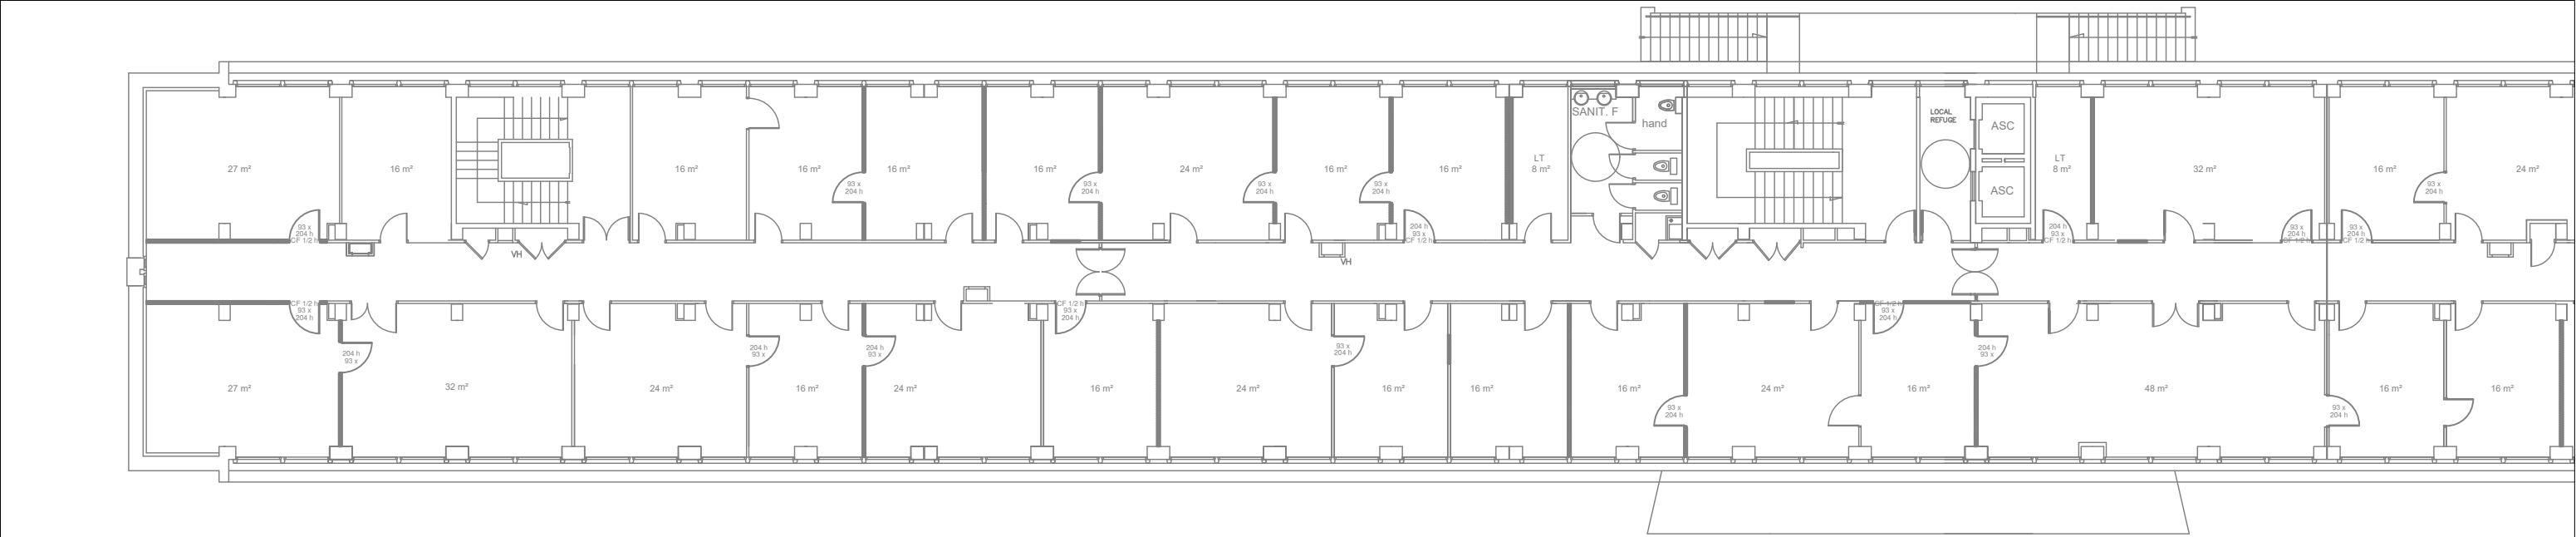 SANIT. F
hand
LOCAL
REFUGE
ASC
27 m²
16 m²
16 m²
16 m²
16 m²
16 m²
24 m²
16 m²
16 m²
LT
8 m²
LT
8 m²
32 m²
16 m²
24 m²
93 x
204 h
93 x
204 h
93 x
204 h
93 x
204 h
93 x
204 h
ASC
93 x
204 h
CF 1/2 h
204 h
93 x
CF 1/2 h
204 h
93 x
CF 1/2 h
93 x
204 h
CF 1/2 h
93 x
204 h
CF 1/2 h
VH
VH
CF 1/2 h
93 x
204 h
CF 1/2 h
93 x
204 h
CF 1/2 h
93 x
204 h
204 h
93 x
204 h
93 x
204 h
93 x
93 x
204 h
204 h
93 x
27 m²
32 m²
24 m²
16 m²
24 m²
16 m²
24 m²
16 m²
16 m²
16 m²
24 m²
16 m²
48 m²
16 m²
16 m²
93 x
204 h
93 x
204 h